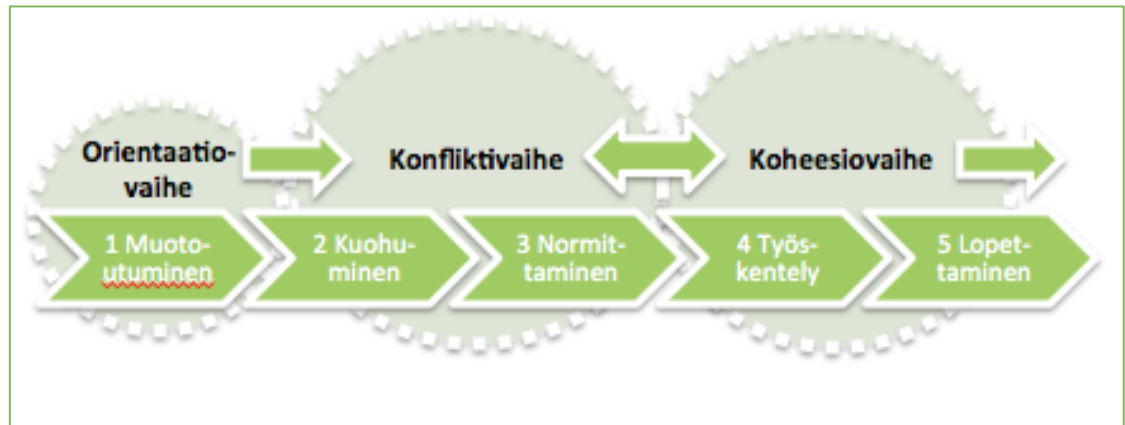 Orientaatio-
vaihe
Konfliktivaihe
Koheesiovaihe
1 Muoto-
utuminen
2 Kuohu-
minen
3 Normit-
taminen
4 Työs-
kentely
5 Lopet-
taminen